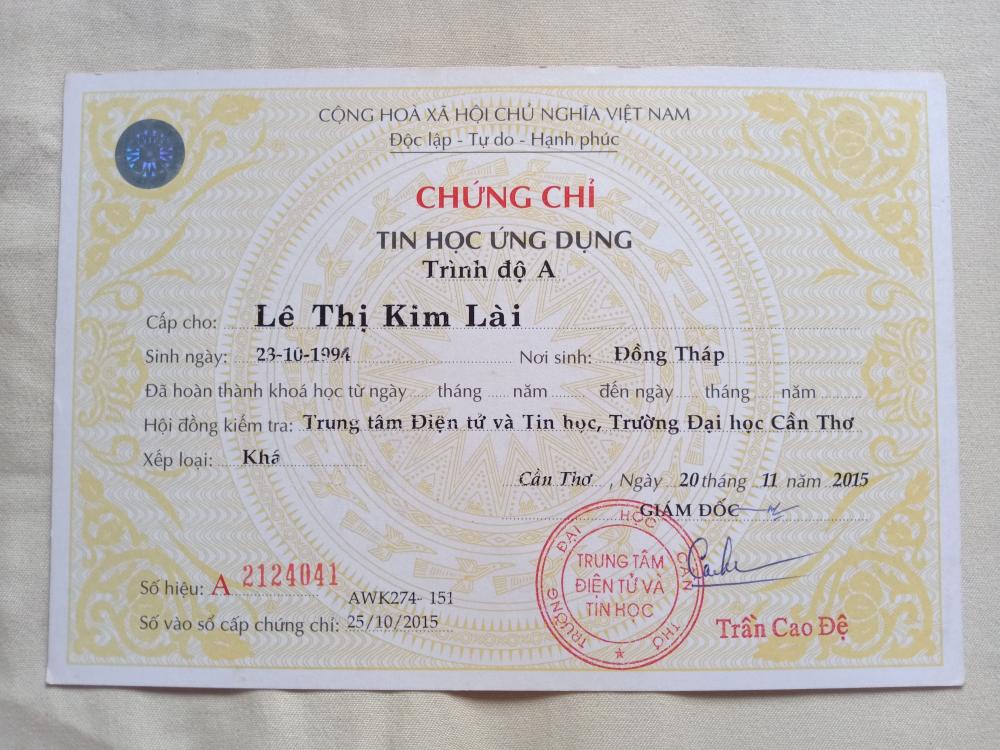 CỘNG HOÀ XÃ HỘI CHỦ NGHĨA VIỆT NAM
Độc lập - Tự do - Hạnh phúc
CHỨNG CHỈ
TIN HỌC ỨNG DỤNG
Trình độ A
Cấp cho: Lê Thị Kim Lài
Sinh ngày: 23-10-1994 Nơi sinh: Đồng Tháp
Đã hoàn thành khoá học từ ngày tháng năm đến ngày tháng năm
Hội đồng kiểm tra: Trung tâm Điện tử và Tin học, Trường Đại học Cần Thơ
Xếp loại: Khá
Cần Thơ, Ngày 20 tháng 11 năm 2015
GIÁM ĐỐC
TRƯỜNG ĐẠI HỌC CẦN THƠ
TRUNG TÂM
ĐIỆN TỬ VÀ
TIN HỌC
Số hiệu: A 2124041
AWK274- 151
Số vào sổ cấp chứng chỉ: 25/10/2015
Trần Cao Đệ